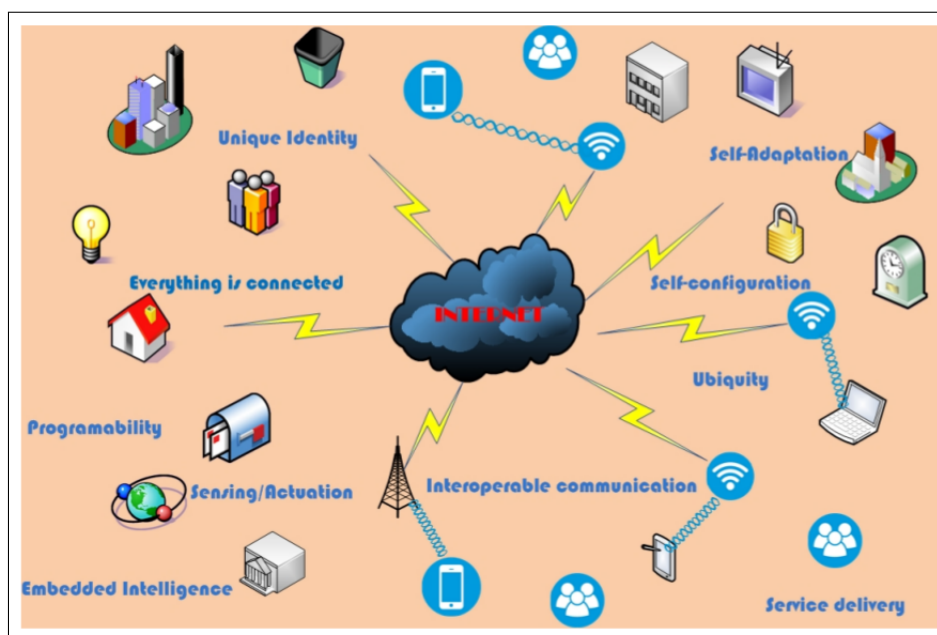 Unique Identity
Self-Adaptation
Everything is connected
Self-configuration
INTERNET
Ubiquity
Programability
Interoperable communication
Sensing/Actuation
Embedded Intelligence
Service delivery